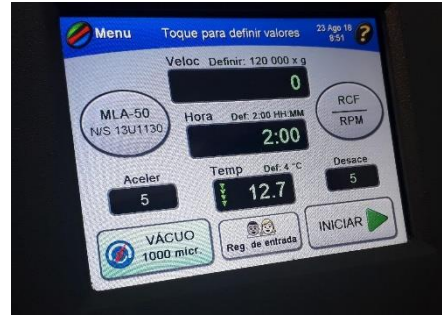 Menu
Toque para definir valores
23 Ago 18
8:51
?
Veloc Definir: 120 000 x g
0
MLA-50
N/S 13U1130
Hora Def: 2:00 HH:MM
2:00
RCF
RPM
Aceler
5
Temp Def: 4 °C
12.7
Desace
5
VÁCUO
1000 micr.
Reg. de entrada
INICIAR